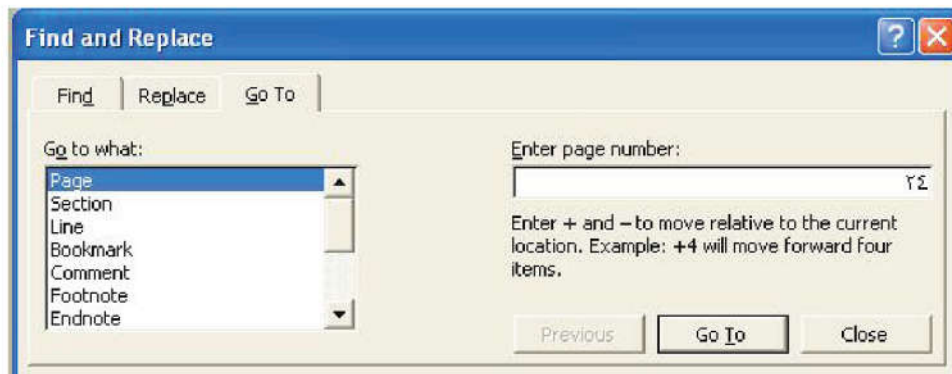 Find and Replace
Find Replace Go To
Go to what:
Page
Section
Line
Bookmark
Comment
Footnote
Endnote
Enter page number:
٢٤
Enter + and – to move relative to the current
location. Example: +4 will move forward four
items.
Previous Go To Close